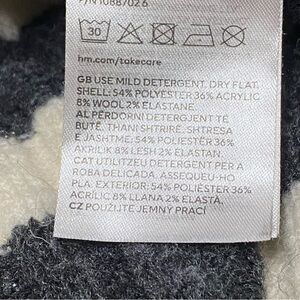 P/N 1088702 6
30
hm.com/takecare
GB USE MILD DETERGENT. DRY FLAT.
SHELL: 54% POLYESTER 36% ACRYLIC
8% WOOL 2% ELASTANE.
AL PËRDORNI DETERGJENT TË
BUTË. THANI SHTRIRË. SHTRESA
E JASHTME: 54% POLIESTËR 36%
AKRILIK 8% LESH 2% ELASTAN.
CAT UTILITZEU DETERGENT PER A
ROBA DELICADA. ASSEQUEU-HO
PLA. EXTERIOR: 54% POLIÈSTER 36%
ACRÍLIC 8% LLANA 2% ELASTÀ.
CZ POUŽIJTE JEMNÝ PRACÍ